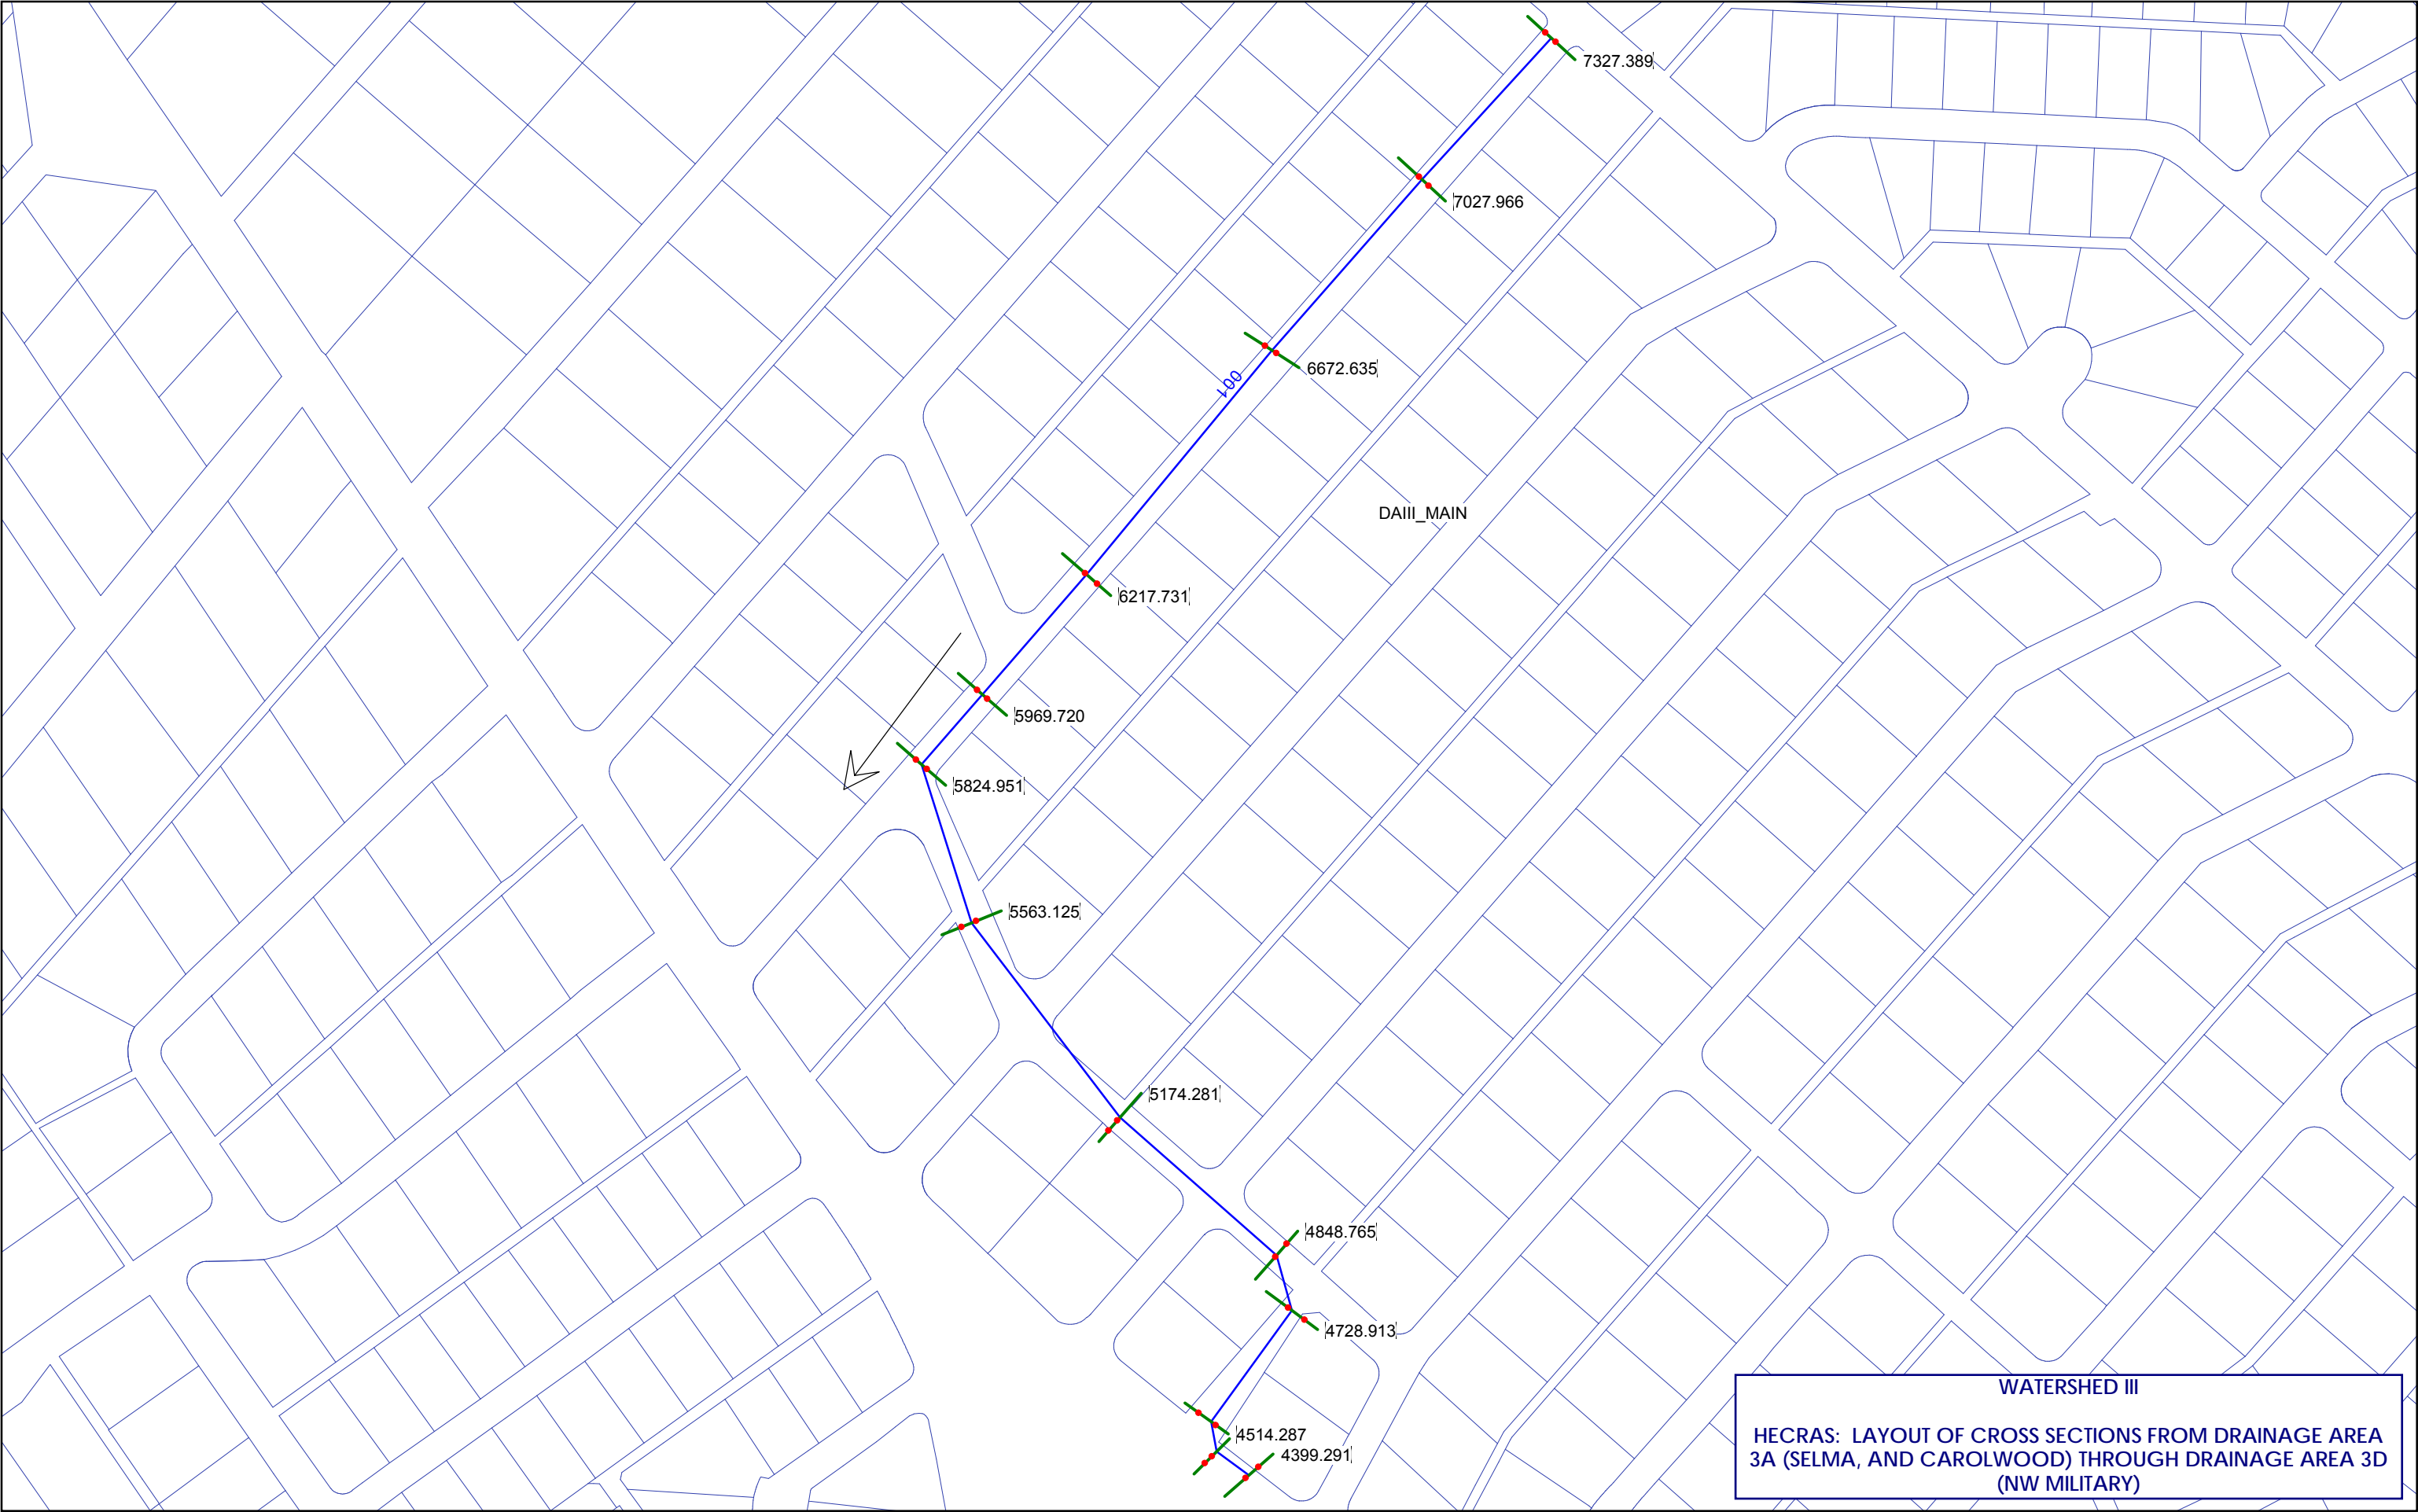 7327.389
7027.966
6672.635
001
DAIII_MAIN
6217.731
5969.720
5824.951
5563.125
5174.281
4848.765
4728.913
4514.287
4399.291
WATERSHED III
HECRAS: LAYOUT OF CROSS SECTIONS FROM DRAINAGE AREA
3A (SELMA, AND CAROLWOOD) THROUGH DRAINAGE AREA 3D
(NW MILITARY)